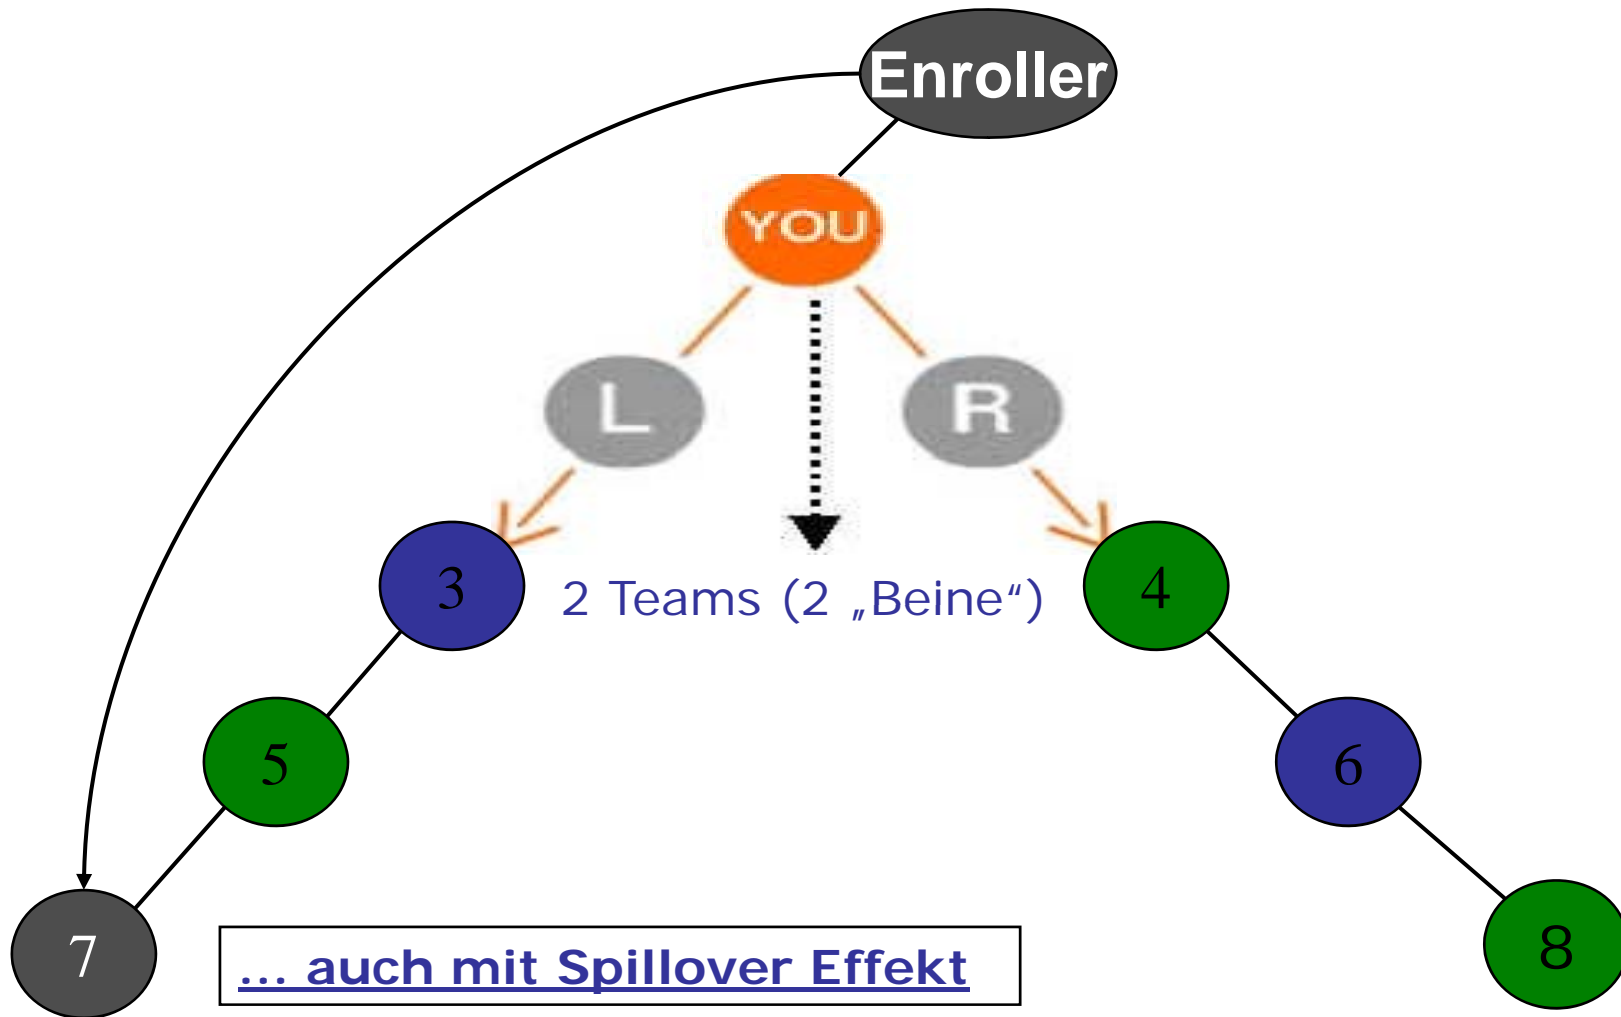 Enroller
YOU
L
R
3
2 Teams (2 „Beine“)
4
5
6
7
... auch mit Spillover Effekt
8